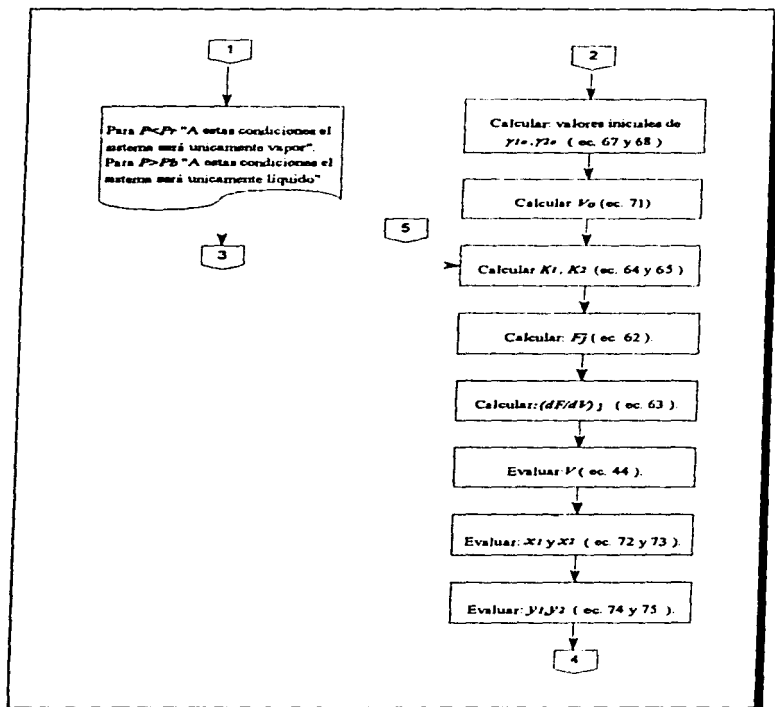 1
Para P<Pr "A estas condiciones el
sistema será unicamente vapor".
Para P>Pb "A estas condiciones el
sistema será unicamente líquido"
3
2
Calcular: valores iniciales de
γ1o, γ2o ( ec. 67 y 68 )
Calcular Vo (ec. 71)
5
Calcular K1, K2 (ec. 64 y 65 )
Calcular: Fj ( ec. 62 ).
Calcular: (dF/dV) j ( ec. 63 ).
Evaluar V ( ec. 44 ).
Evaluar: x1 y x2 ( ec. 72 y 73 ).
Evaluar: y1,y2 ( ec. 74 y 75 ).
4